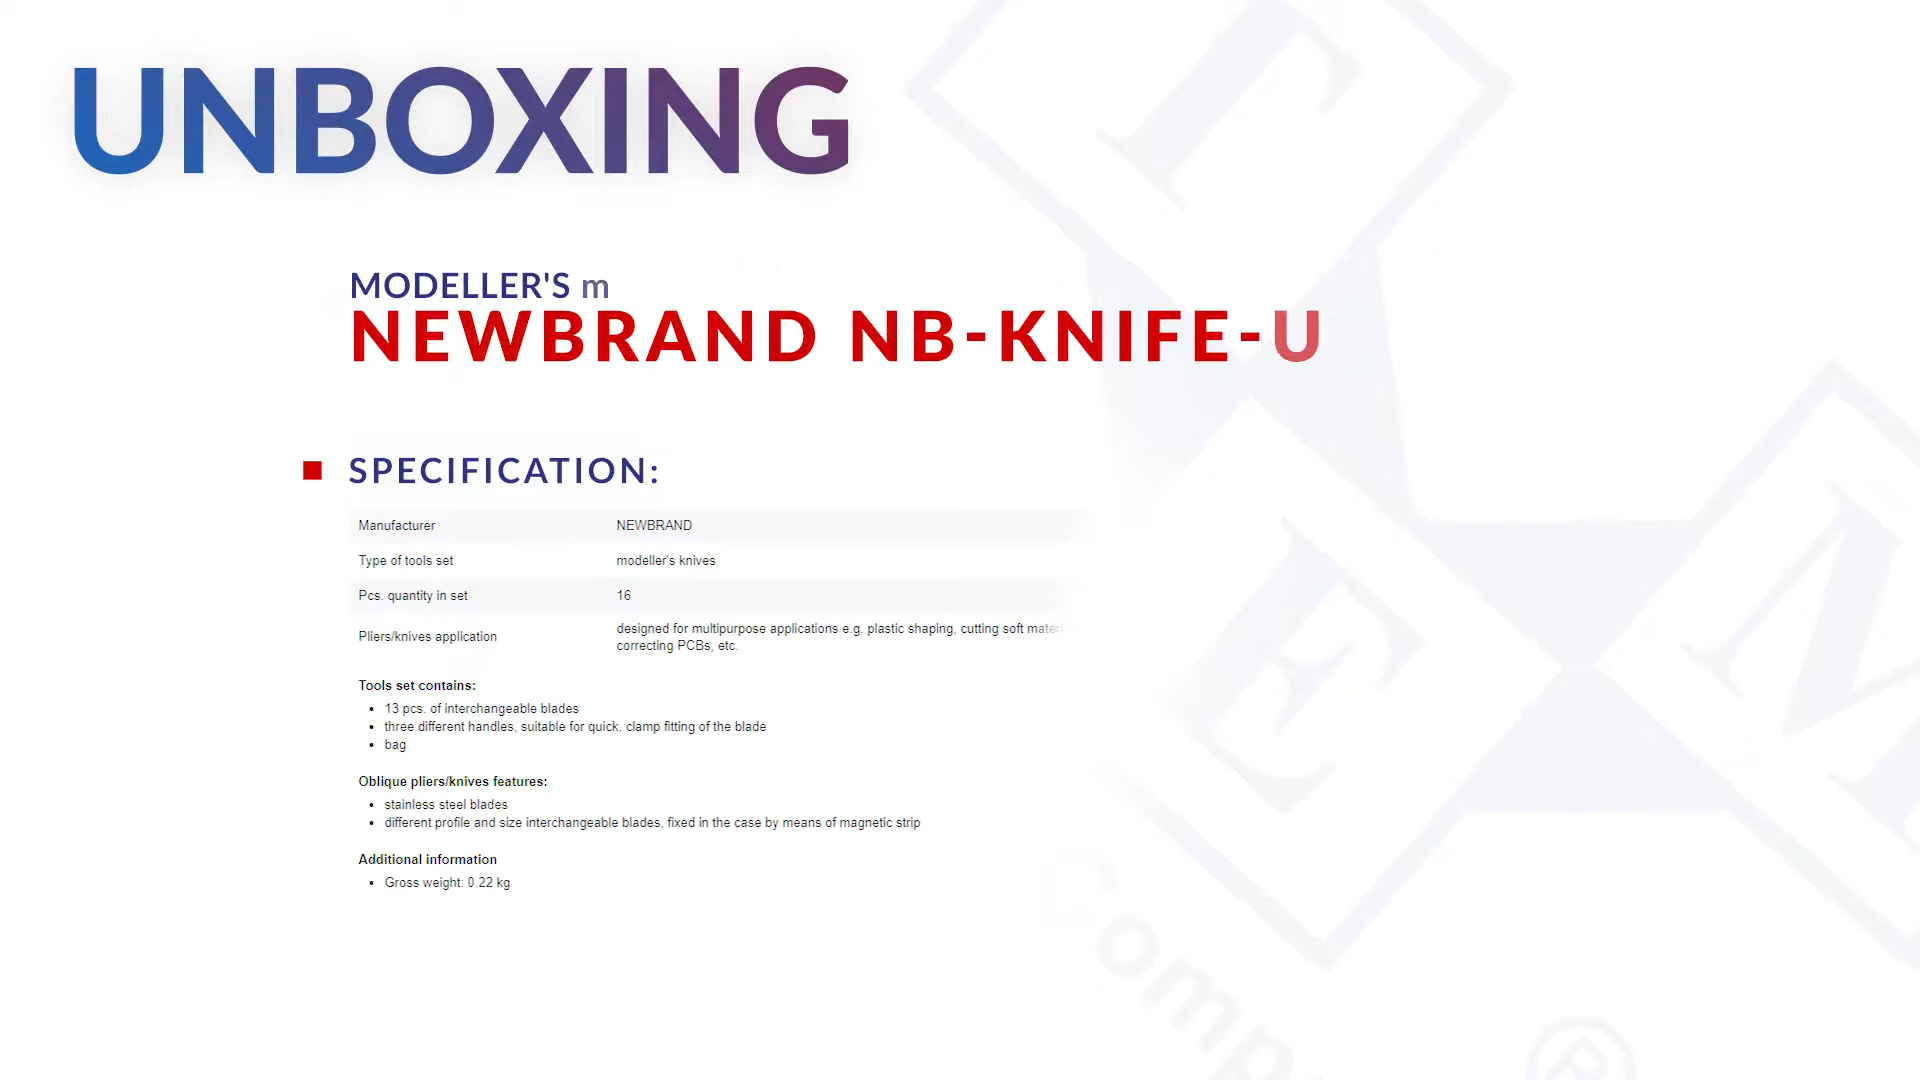 UNBOXING
MODELLER'S m
NEWBRAND NB-KNIFE-U
SPECIFICATION:
Manufacturer NEWBRAND
Type of tools set modeller's knives
Pcs. quantity in set 16
Pliers/knives application designed for multipurpose applications e.g. plastic shaping, cutting soft mater
correcting PCBs, etc.
Tools set contains:
• 13 pcs. of interchangeable blades
• three different handles, suitable for quick, clamp fitting of the blade
• bag
Oblique pliers/knives features:
• stainless steel blades
• different profile and size interchangeable blades, fixed in the case by means of magnetic strip
Additional information
• Gross weight: 0.22 kg
T
E
M
Comp
®